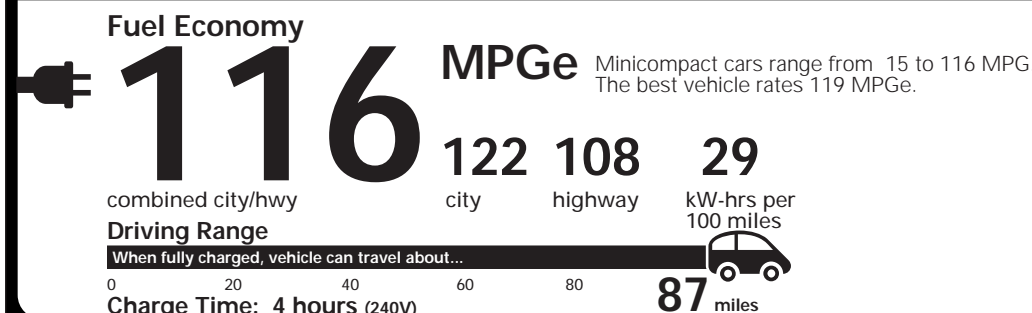 Fuel Economy
116 MPGe
Minicompact cars range from 15 to 116 MPG
The best vehicle rates 119 MPGe.
122 108 29
combined city/hwy city highway kW-hrs per
100 miles
Driving Range
When fully charged, vehicle can travel about...
0 20 40 60 80 87 miles
Charge Time: 4 hours (240V)